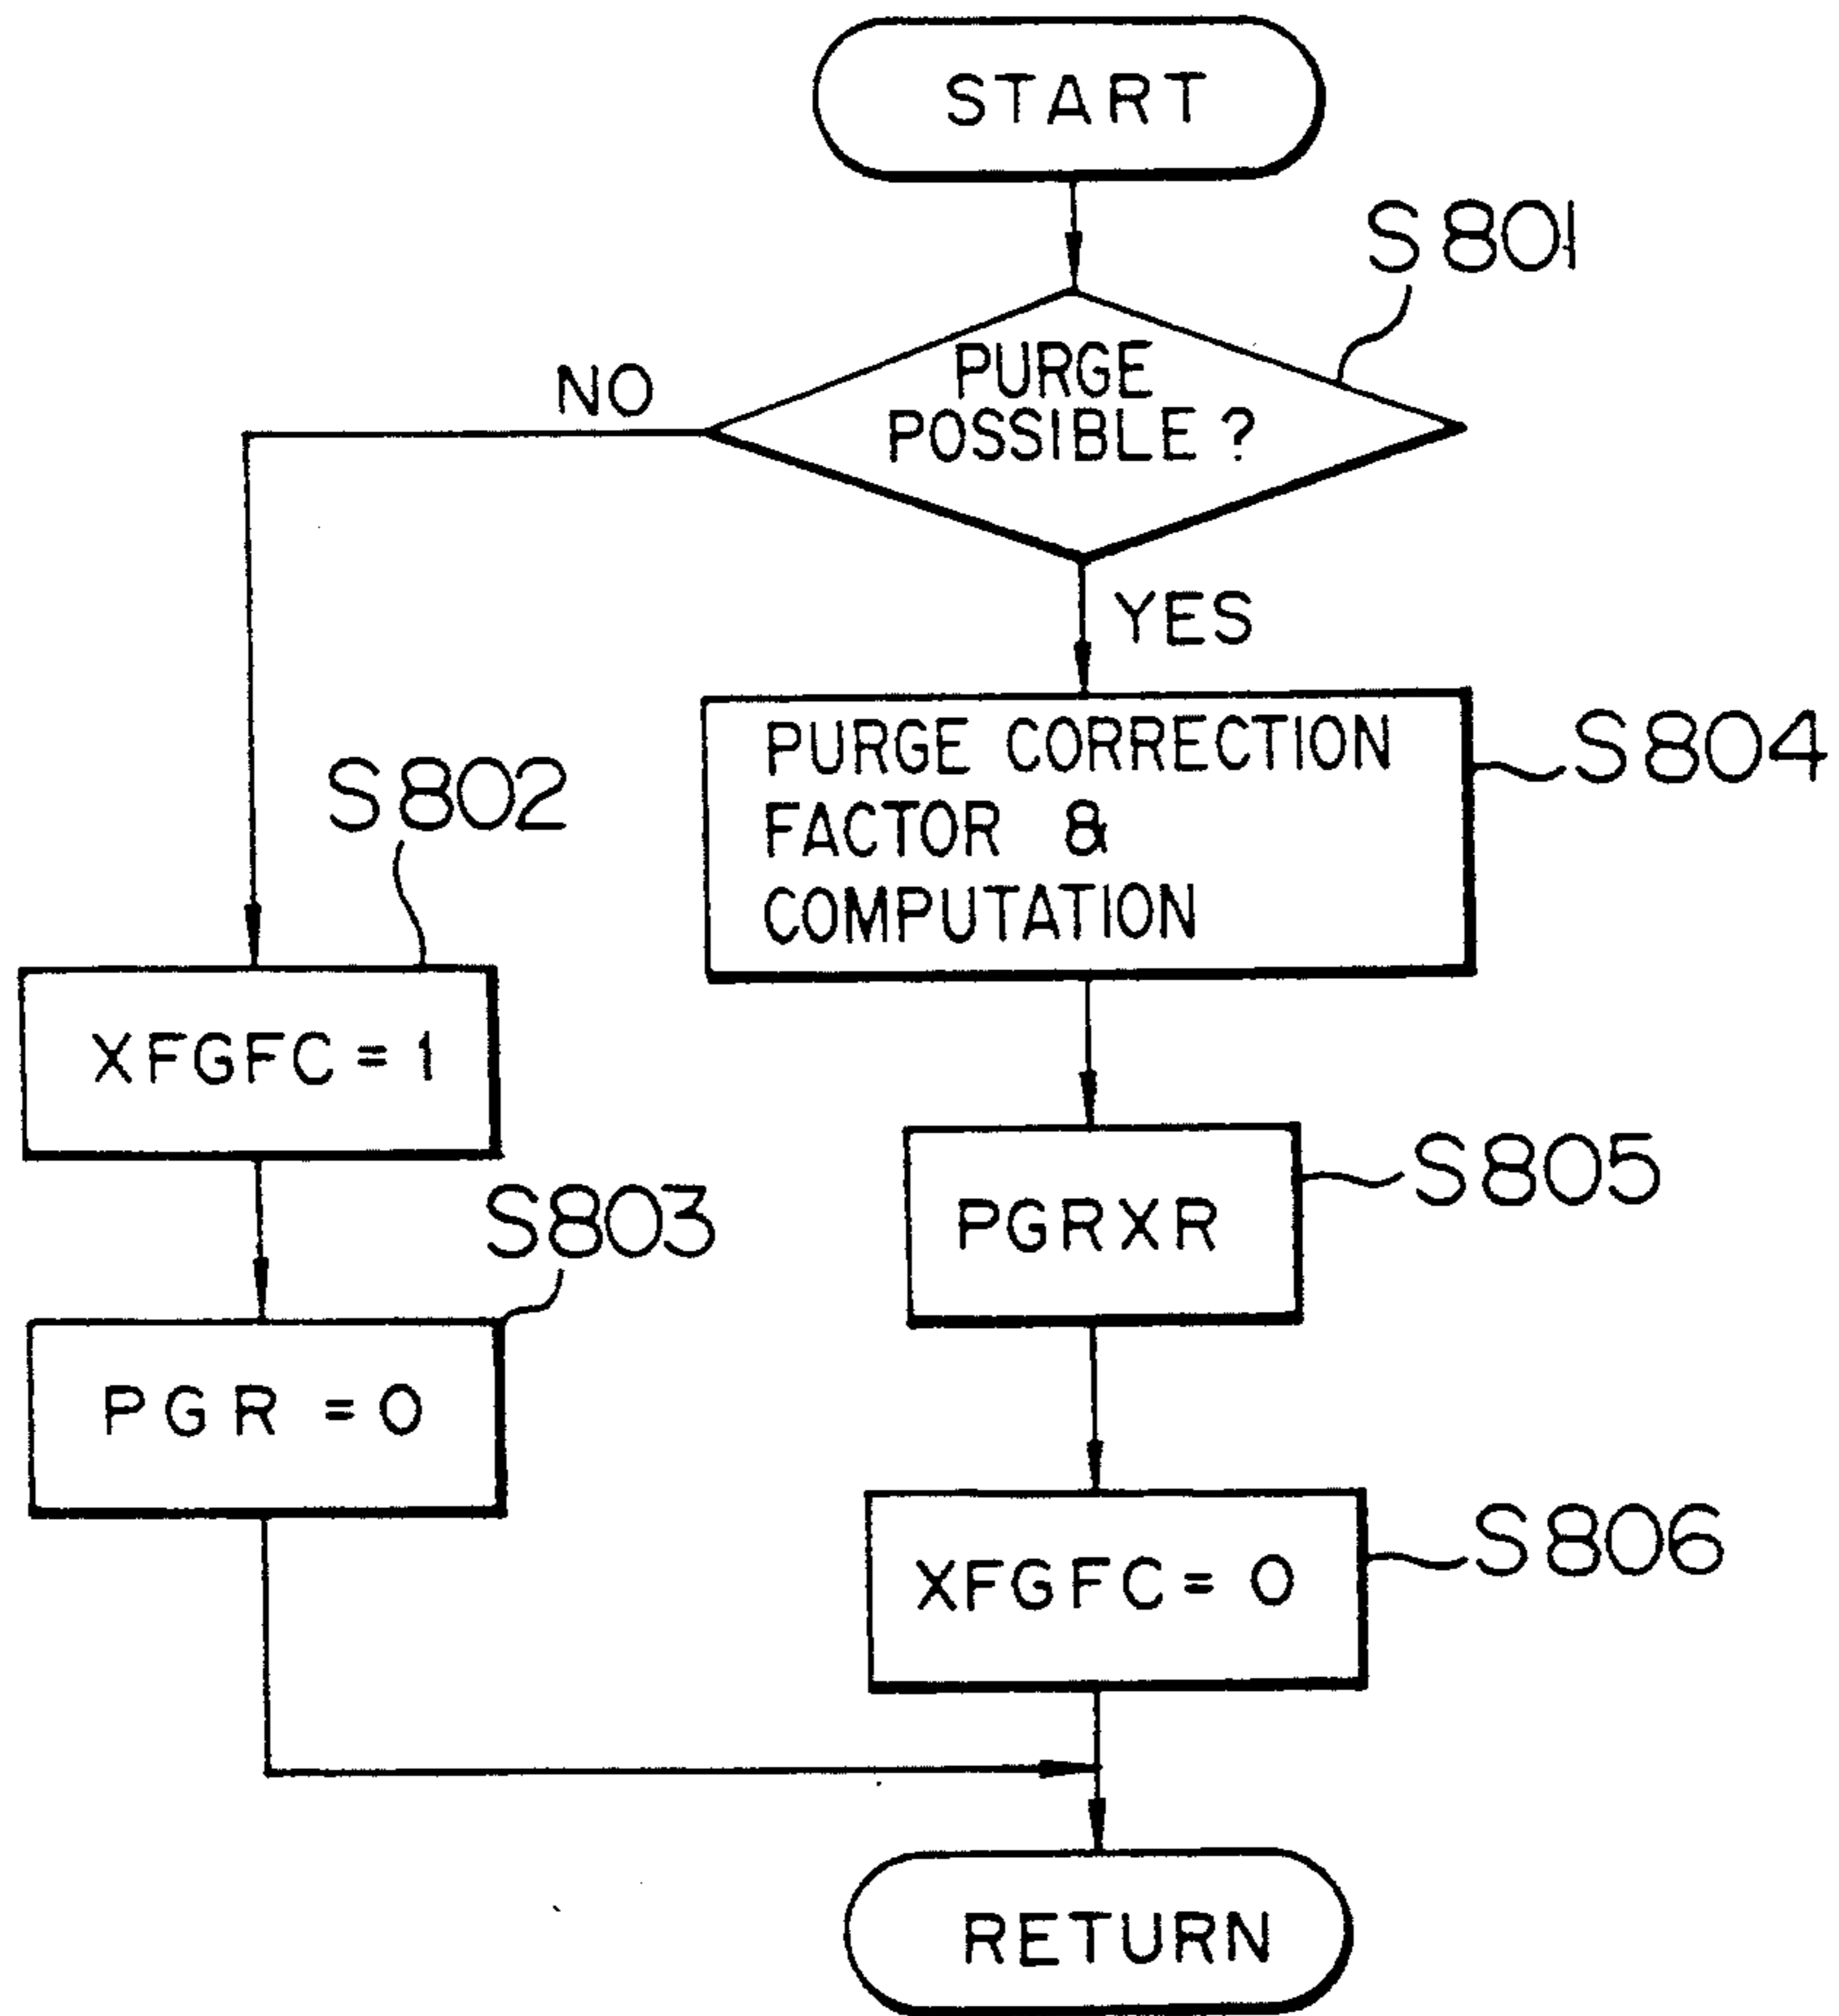 START
S801
NO
PURGE
POSSIBLE ?
YES
S804
PURGE CORRECTION
FACTOR &
COMPUTATION
S802
XFGFC = 1
S803
PGR = 0
S805
PGRXR
S806
XFGFC = 0
RETURN